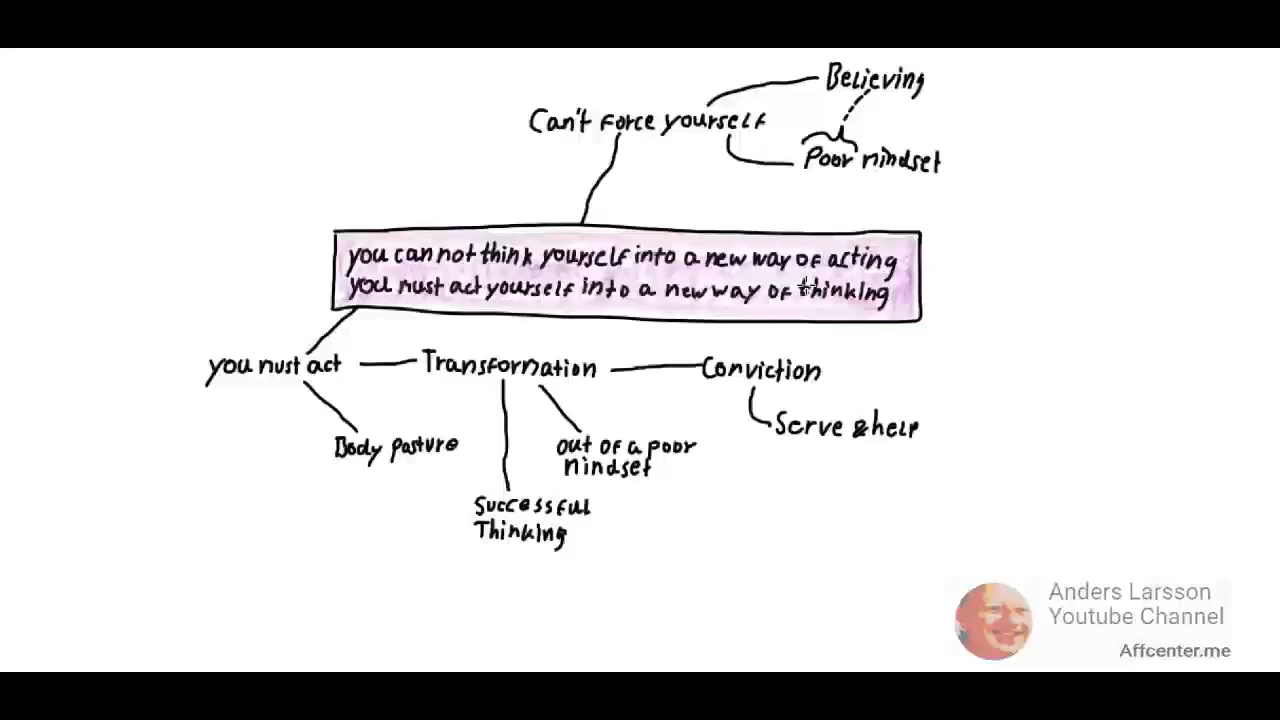 Believing
Can't force yourself
Poor nindset
you can not think yourself into a new way of acting
you nust act yourself into a new way of thinking
you nust act
Transfornation
Conviction
Serve & help
Body pasture
out of a poor
nindset
Successful
Thinking
Anders Larsson
Youtube Channel
Affcenter.me